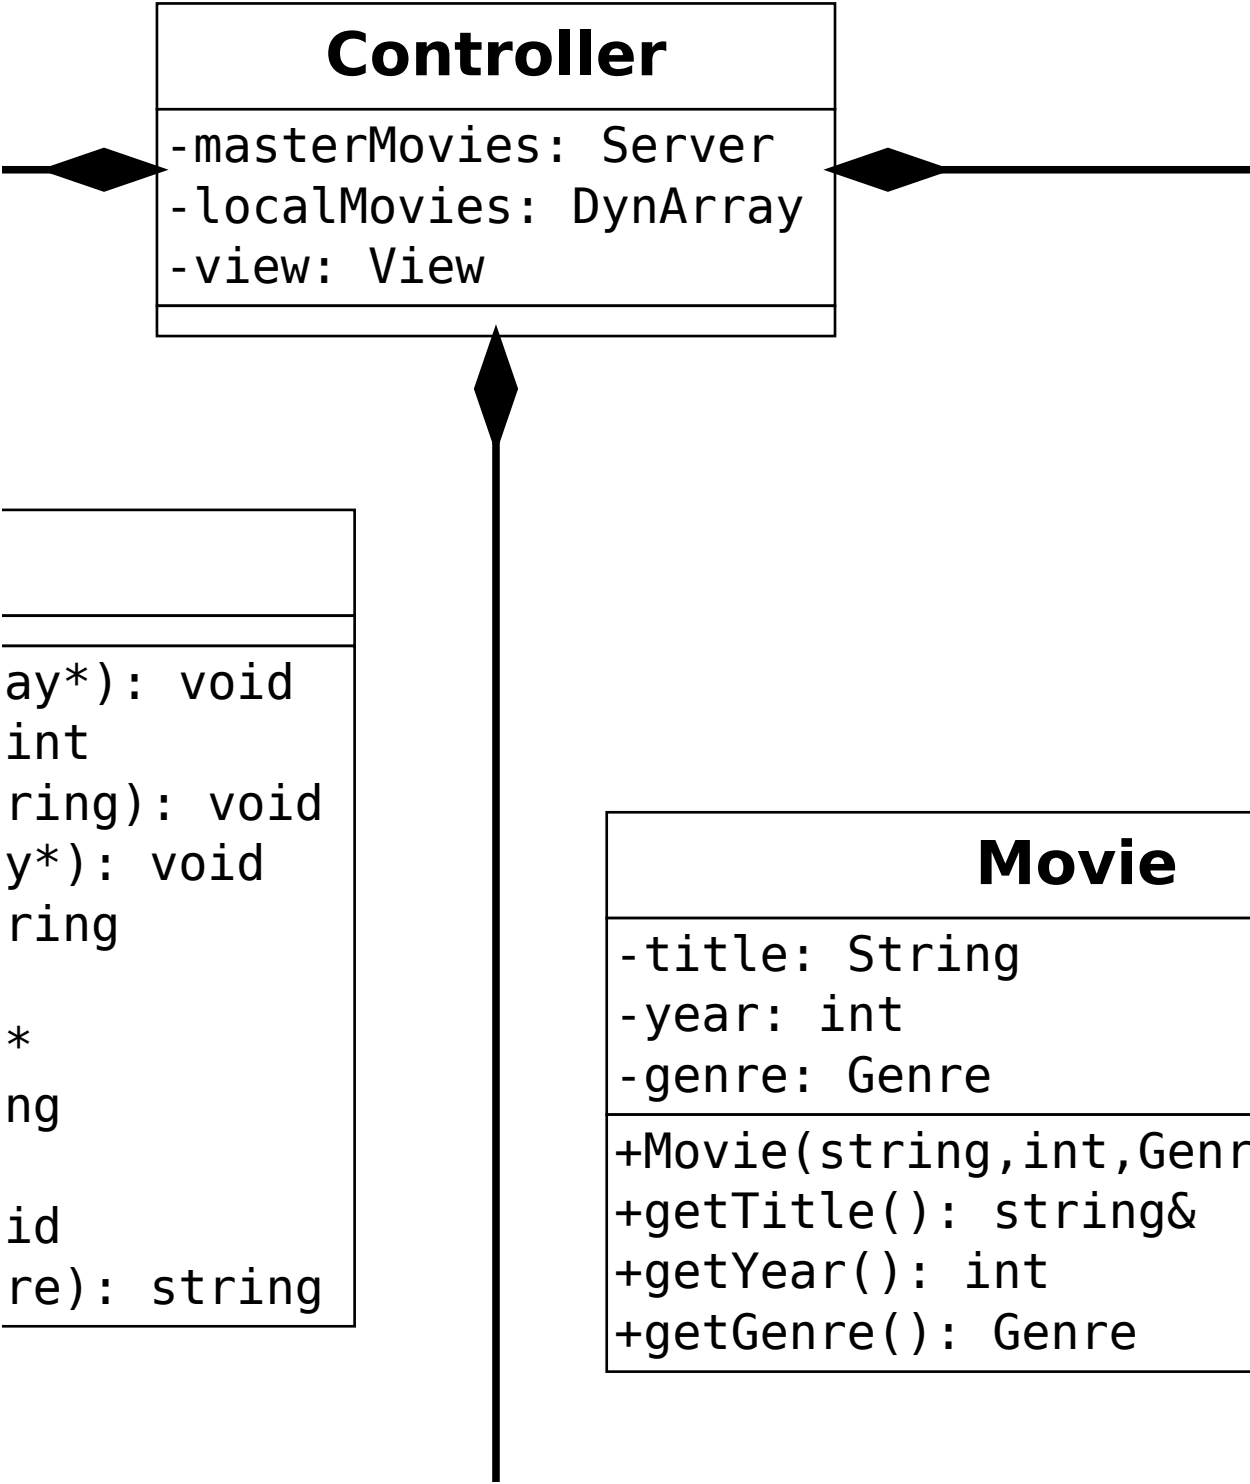 Controller
-masterMovies: Server
-localMovies: DynArray
-view: View
ay*): void
int
ring): void
y*): void
ring
*
ng
id
re): string
Movie
-title: String
-year: int
-genre: Genre
+Movie(string,int,Genr
+getTitle(): string&
+getYear(): int
+getGenre(): Genre